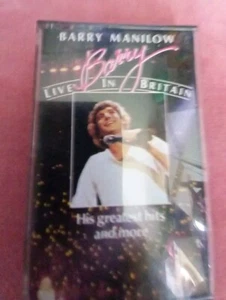 BARRY MANILOW
Barry
LIVE IN BRITAIN
His greatest hits
and more